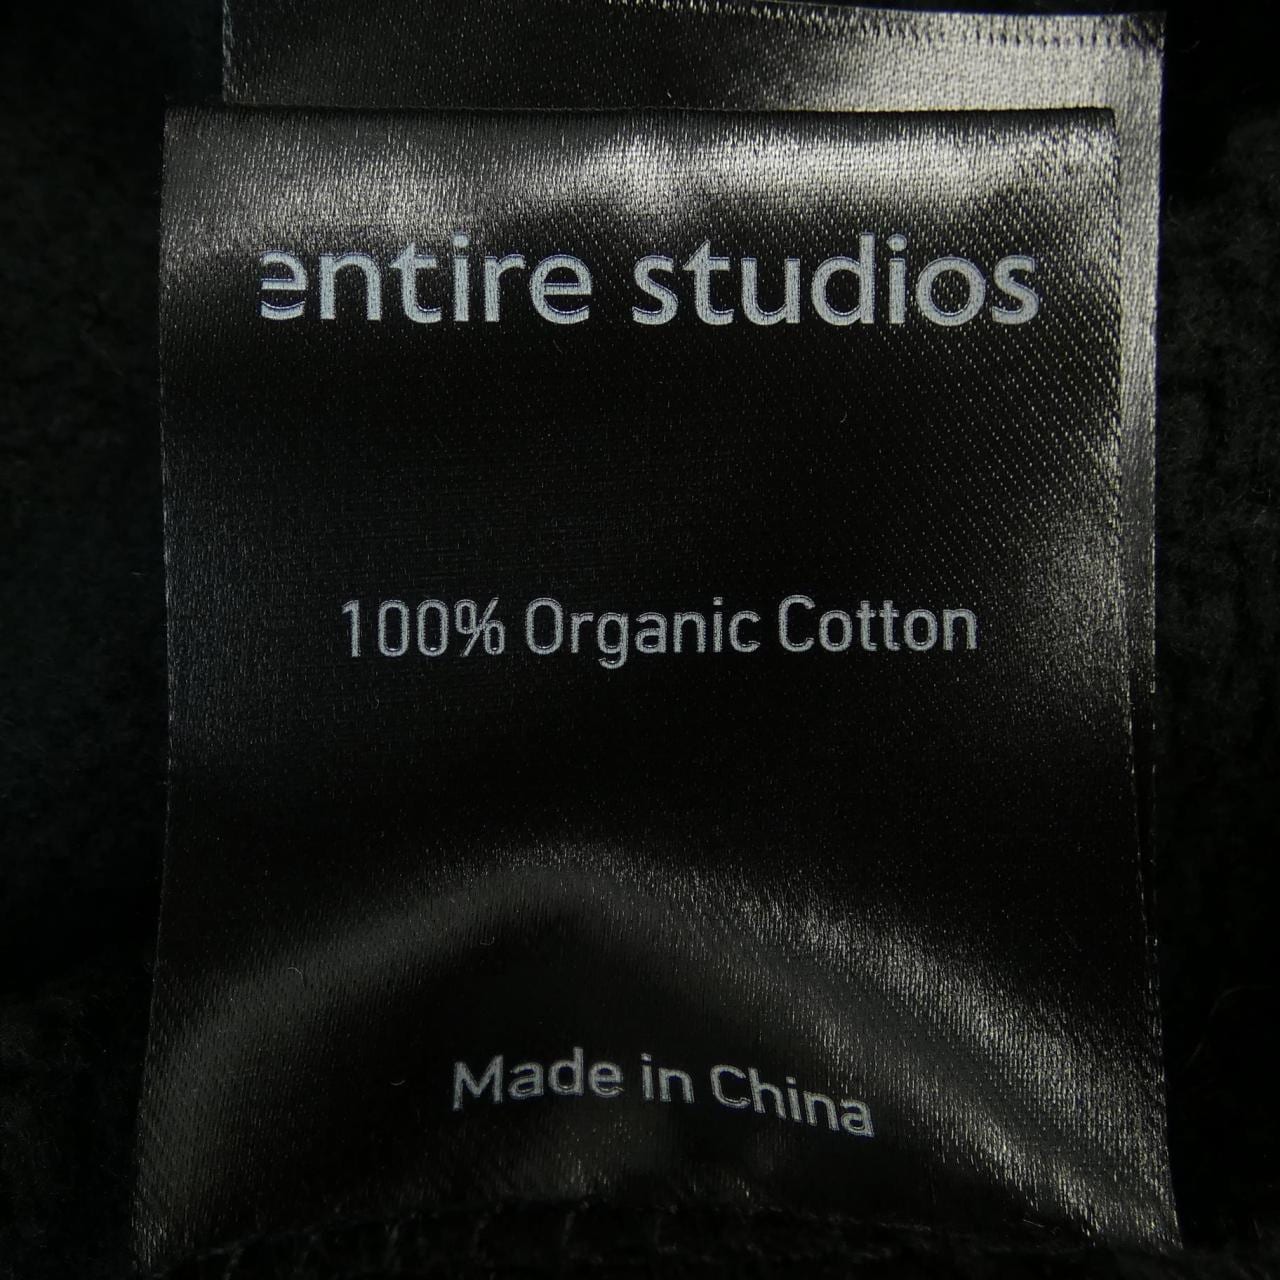 entire studios
100% Organic Cotton
Made in China